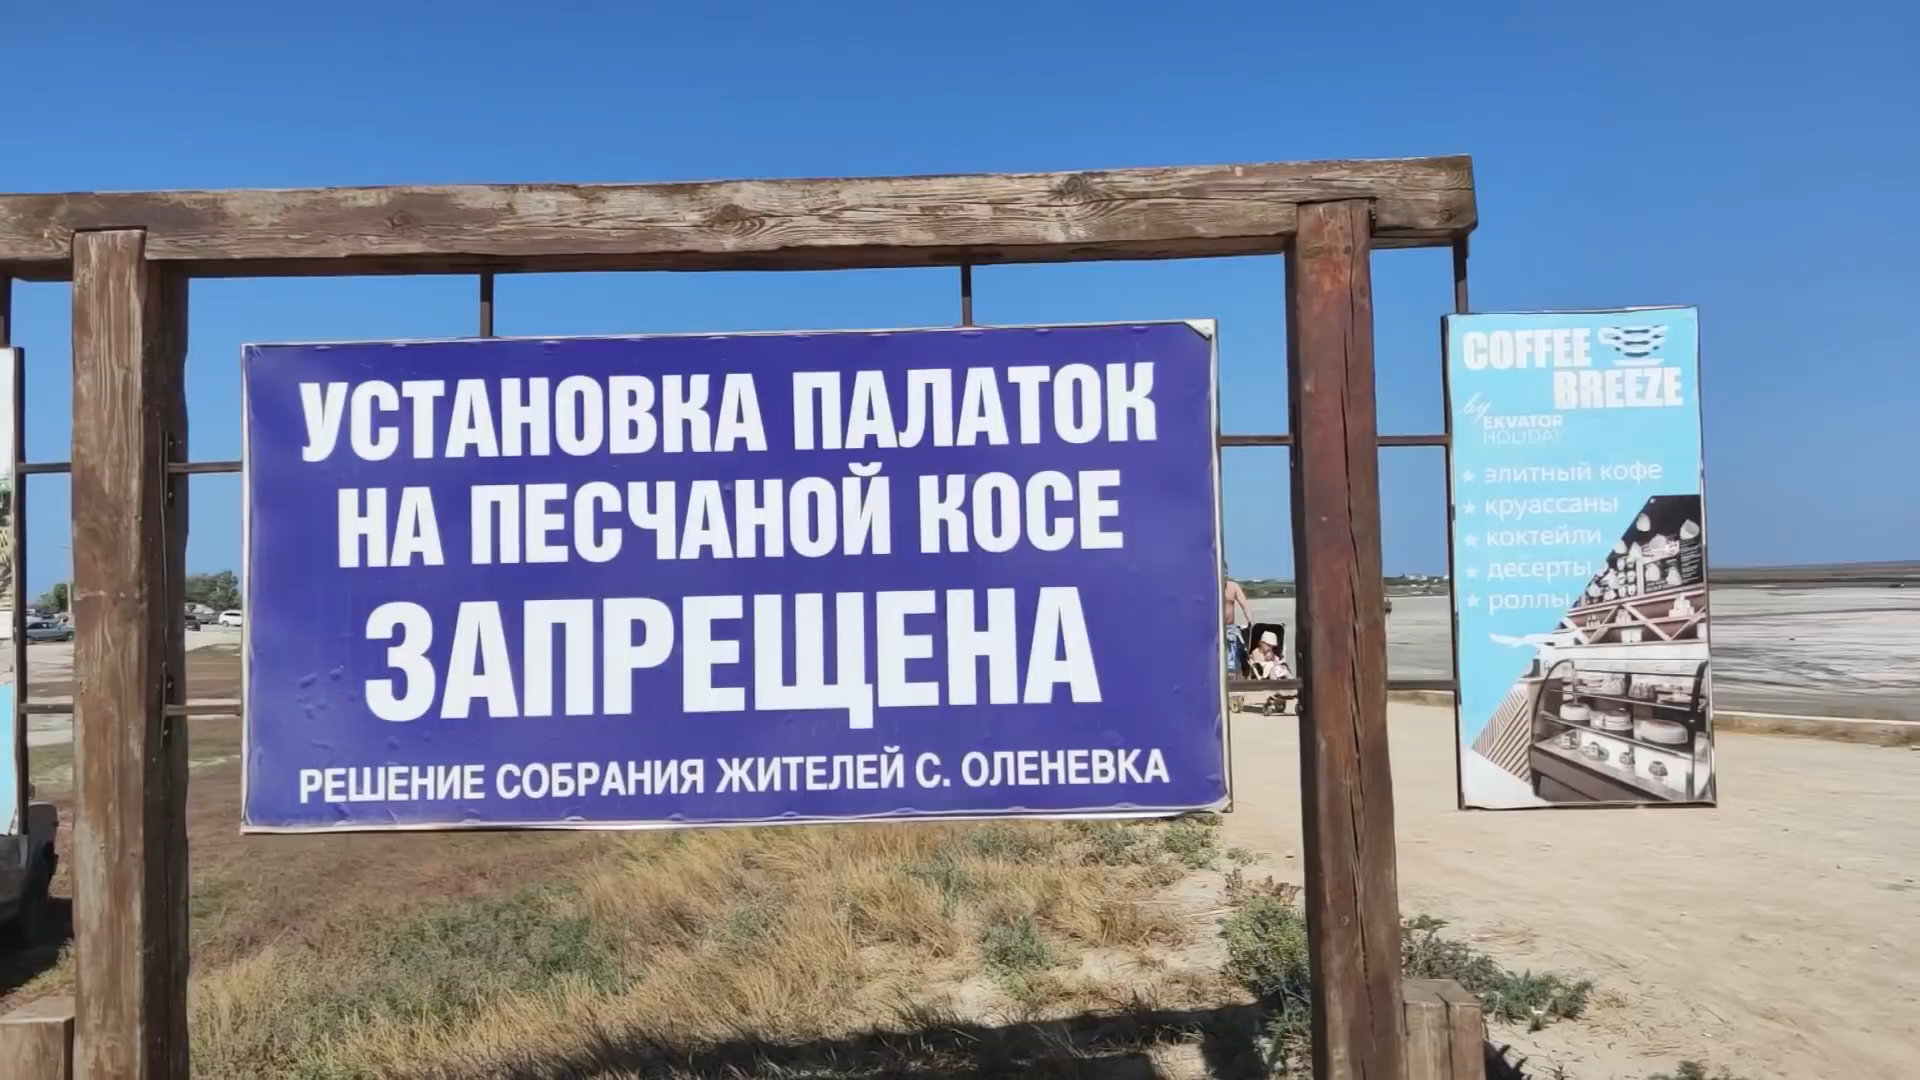 УСТАНОВКА ПАЛАТОК
НА ПЕСЧАНОЙ КОСЕ
ЗАПРЕЩЕНА
РЕШЕНИЕ СОБРАНИЯ ЖИТЕЛЕЙ С. ОЛЕНЕВКА
COFFEE
BREEZE
by EKVATOR
HOLIDAY
элитный кофе
круассаны
коктейли
десерты
роллы